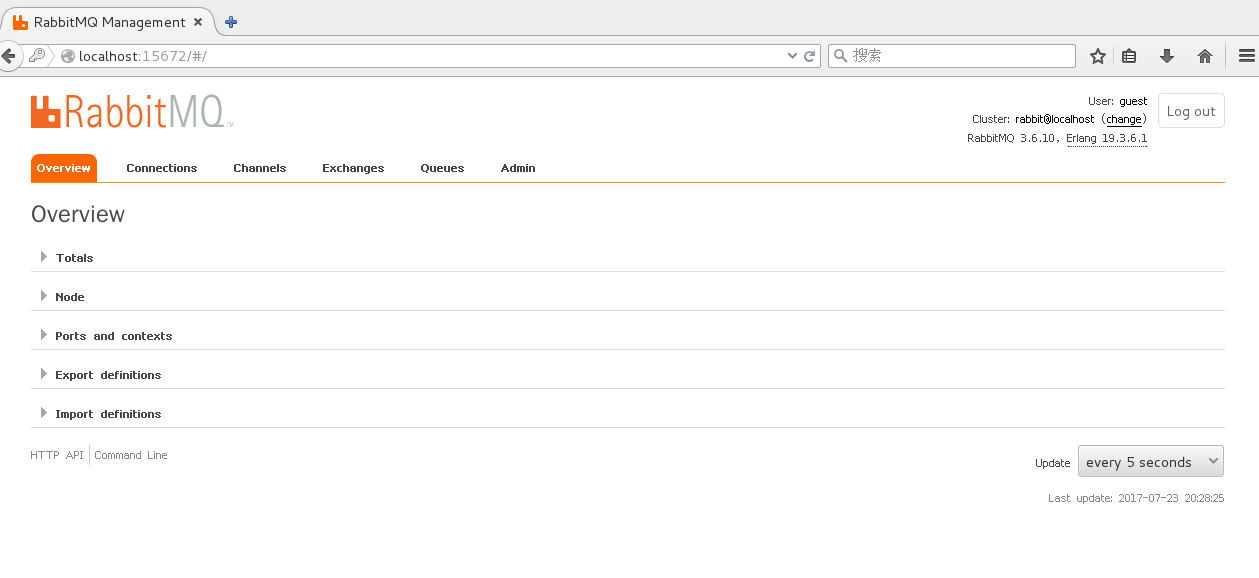 RabbitMQ Management
localhost:15672/#/
搜索
RabbitMQ™
User: guest
Cluster: rabbit@localhost (change)
RabbitMQ 3.6.10, Erlang 19.3.6.1
Log out
Overview Connections Channels Exchanges Queues Admin
Overview
Totals
Node
Ports and contexts
Export definitions
Import definitions
HTTP API Command Line
Update every 5 seconds
Last update: 2017-07-23 20:28:25